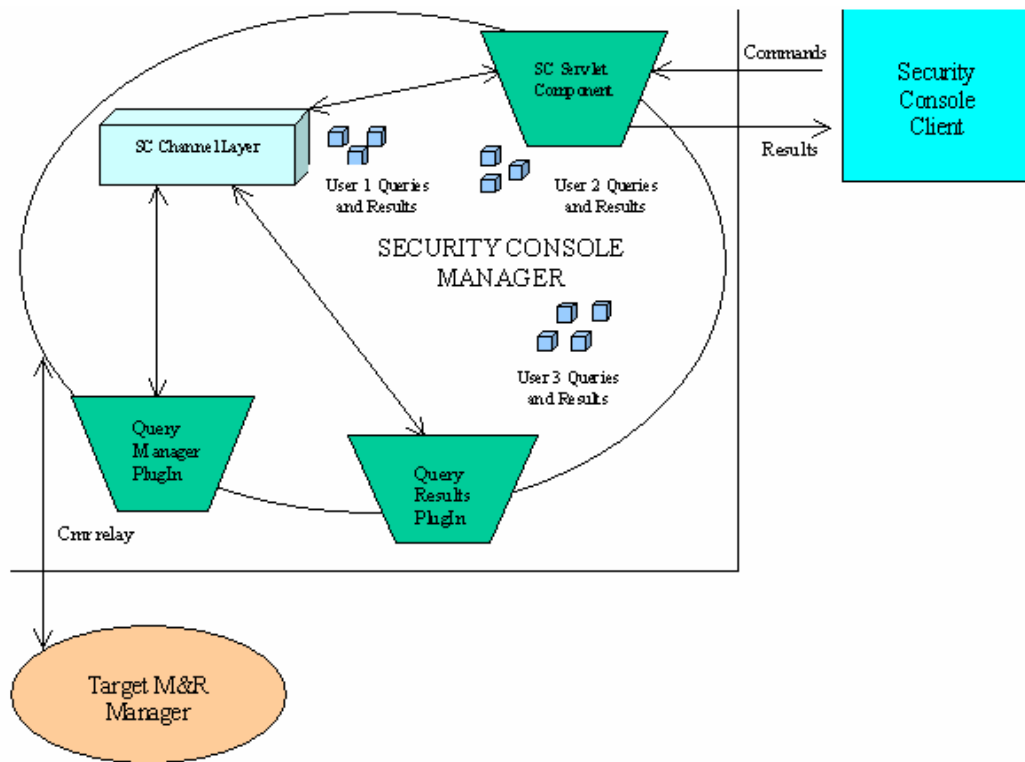 Commands
SC Servlet
Component
Security
Console
Client
SC Channel Layer
Results
User 1 Queries
and Results
User 2 Queries
and Results
SECURITY CONSOLE
MANAGER
User 3 Queries
and Results
Query
Manager
PlugIn
Query
Results
PlugIn
Cmr relay
Target M&R
Manager